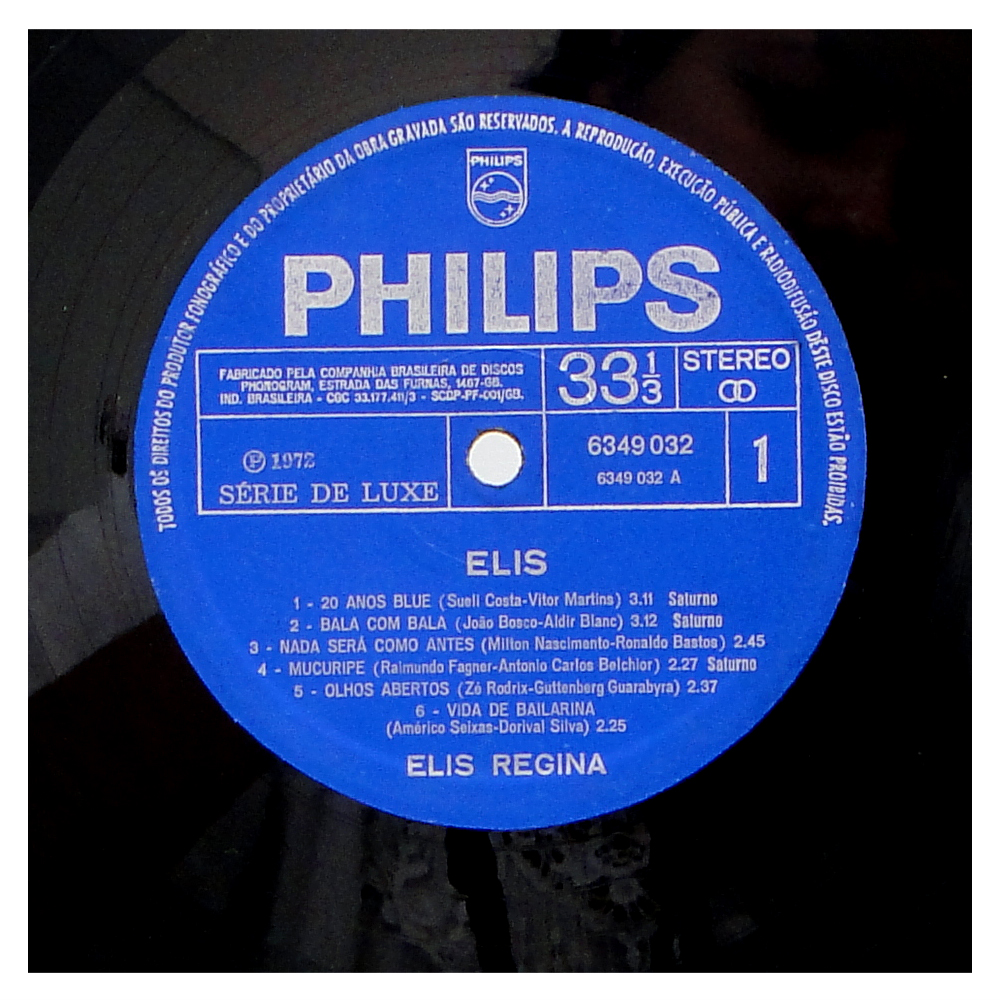 TODOS OS DIREITOS DO PRODUTOR FONOGRÁFICO E DO PROPRIETÁRIO DA OBRA GRAVADA SÃO RESERVADOS. A REPRODUÇÃO, EXECUÇÃO PÚBLICA E RADIODIFUSÃO DÊSTE DISCO ESTÃO PROIBIDAS.
PHILIPS
PHILIPS
FABRICADO PELA COMPANHIA BRASILEIRA DE DISCOS
PHONOGRAM, ESTRADA DAS FURNAS, 1467-GB.
IND. BRASILEIRA - CGC 33.177.411/3 - SCDP-PF-001/GB.
33 1/3
STEREO
℗ 1972
SÉRIE DE LUXE
6349 032
6349 032 A
1
ELIS
1 - 20 ANOS BLUE (Sueli Costa-Vitor Martins) 3.11 Saturno
2 - BALA COM BALA (João Bosco-Aldir Blanc) 3.12 Saturno
3 - NADA SERÁ COMO ANTES (Milton Nascimento-Ronaldo Bastos) 2.45
4 - MUCURIPE (Raimundo Fagner-Antonio Carlos Belchior) 2.27 Saturno
5 - OLHOS ABERTOS (Zé Rodrix-Guttenberg Guarabyra) 2.37
6 - VIDA DE BAILARINA
(Américo Seixas-Dorival Silva) 2.25
ELIS REGINA